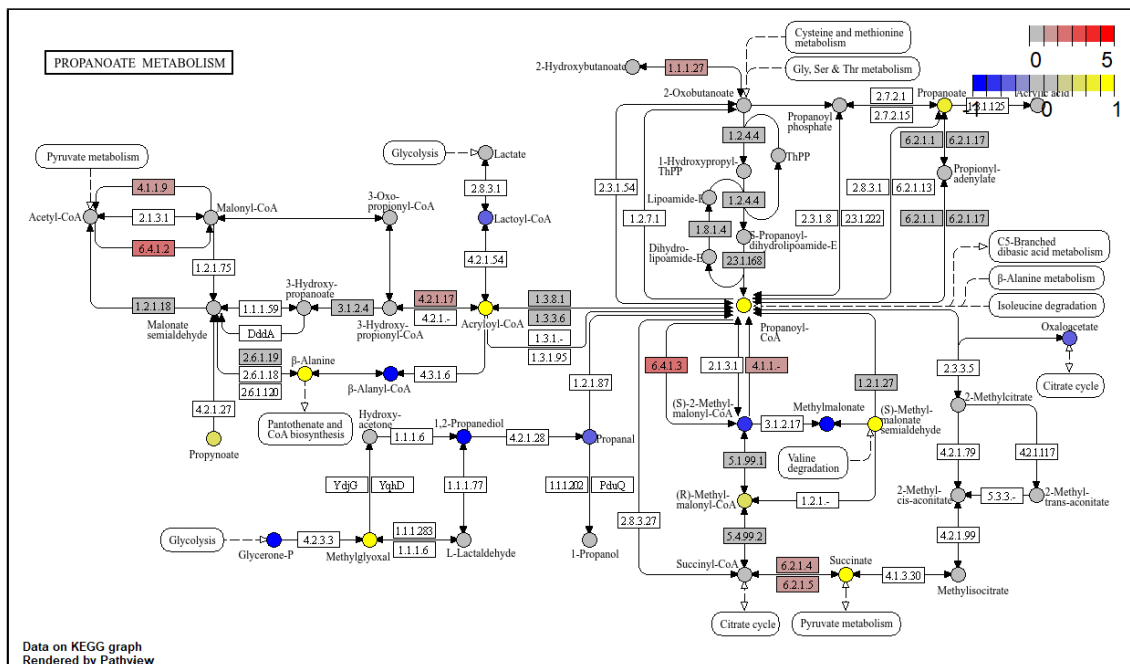 PROPANOATE METABOLISM
Cysteine and methionine
metabolism
Gly, Ser & Thr metabolism
0 5
-1 0 1
2-Hydroxybutanoate
1.1.1.27
2-Oxobutanoate
2.7.2.1
2.7.2.15
Propanoyl
phosphate
Propanoate
1.3.1.125
Acrylic acid
Pyruvate metabolism
Glycolysis
Lactate
2.8.3.1
1.2.4.4
ThPP
1-Hydroxypropyl-
ThPP
6.2.1.1
6.2.1.17
Propionyl-
adenylate
4.1.1.9
Acetyl-CoA
2.1.3.1
Malonyl-CoA
6.4.1.2
3-Oxo-
propionyl-CoA
Lactoyl-CoA
2.3.1.54
1.2.7.1
Lipoamide-E
1.2.4.4
1.8.1.4
S-Propanoyl-
dihydrolipoamide-E
Dihydro-
lipoamide-E
2.3.1.168
2.3.1.8
2.3.1.222
2.8.3.1
6.2.1.13
6.2.1.1
6.2.1.17
C5-Branched
dibasic acid metabolism
β-Alanine metabolism
Isoleucine degradation
1.2.1.75
4.2.1.54
1.2.1.18
Malonate
semialdehyde
1.1.1.59
DddA
3-Hydroxy-
propanoate
3.1.2.4
3-Hydroxy-
propionyl-CoA
4.2.1.17
4.2.1.-
Acryloyl-CoA
1.3.8.1
1.3.3.6
1.3.1.-
1.3.1.95
Propanoyl-
CoA
Oxaloacetate
Citrate cycle
2.6.1.19
2.6.1.18
2.6.1.120
β-Alanine
β-Alanyl-CoA
4.3.1.6
1.2.1.87
6.4.1.3
2.1.3.1
4.1.1.-
1.2.1.27
2.3.3.5
4.2.1.27
Propynoate
Pantothenate and
CoA biosynthesis
Hydroxy-
acetone
1.1.1.6
1,2-Propanediol
4.2.1.28
Propanal
(S)-2-Methyl-
malonyl-CoA
3.1.2.17
Methylmalonate
(S)-Methyl-
malonate
semialdehyde
2-Methylcitrate
Valine
degradation
5.1.99.1
4.2.1.79
4.2.1.117
YdjG
YqhD
1.1.1.77
1.1.1.202
PduQ
(R)-Methyl-
malonyl-CoA
1.2.1.-
2-Methyl-
cis-aconitate
5.3.3.-
2-Methyl-
trans-aconitate
2.8.3.27
5.4.99.2
4.2.1.99
Glycolysis
Glycerone-P
4.2.3.3
Methylglyoxal
1.1.1.283
1.1.1.6
L-Lactaldehyde
1-Propanol
Succinyl-CoA
6.2.1.4
6.2.1.5
Succinate
4.1.3.30
Methylisocitrate
Citrate cycle
Pyruvate metabolism
Data on KEGG graph
Rendered by Pathview